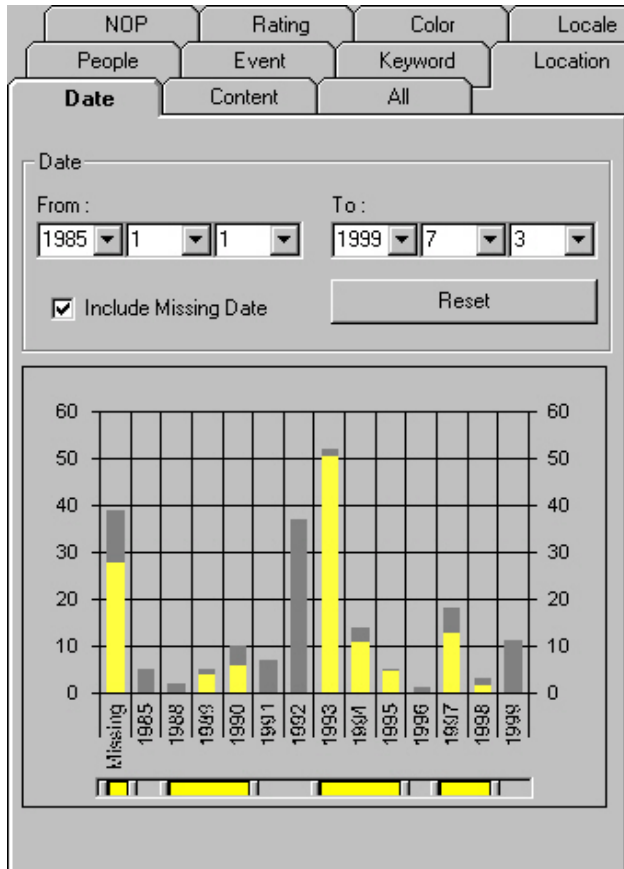 NOP Rating Color Locale
People Event Keyword Location
Date Content All
Date
From : To :
1985 1 1 1999 7 3
Include Missing Date Reset
60 60
50 50
40 40
30 30
20 20
10 10
0 0
Missing 1985 1988 1989 1990 1991 1992 1993 1994 1995 1996 1997 1998 1999